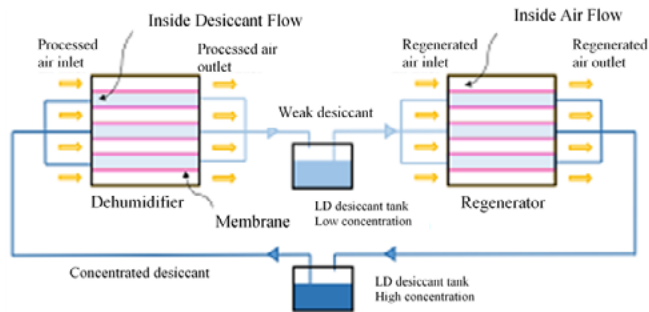 Inside Desiccant Flow
Inside Air Flow
Processed
air inlet
Processed air
outlet
Regenerated
air inlet
Regenerated
air outlet
Weak desiccant
Dehumidifier
Membrane
LD desiccant tank
Low concentration
Regenerator
Concentrated desiccant
LD desiccant tank
High concentration